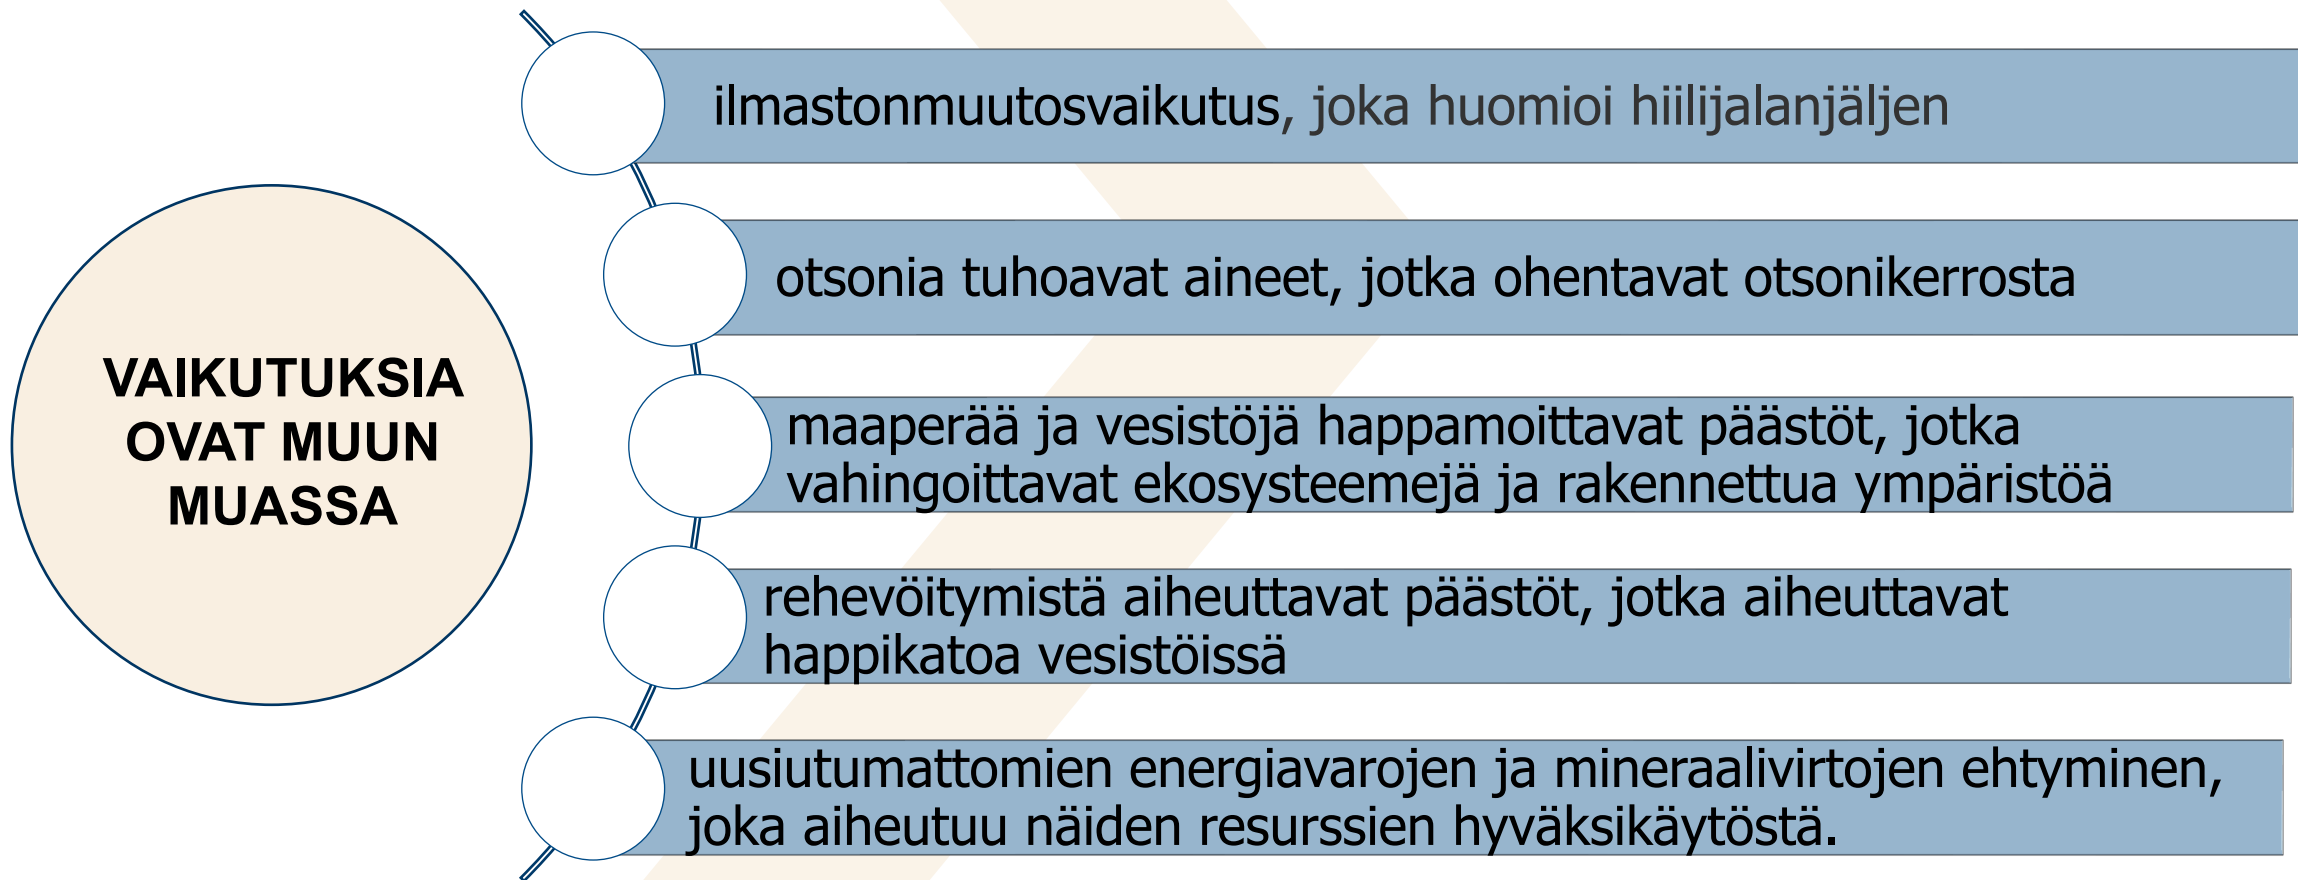 VAIKUTUKSIA
OVAT MUUN
MUASSA
ilmastonmuutosvaikutus, joka huomioi hiilijalanjäljen
otsonia tuhoavat aineet, jotka ohentavat otsonikerrosta
maaperää ja vesistöjä happamoittavat päästöt, jotka
vahingoittavat ekosysteemejä ja rakennettua ympäristöä
rehevöitymistä aiheuttavat päästöt, jotka aiheuttavat
happikatoa vesistöissä
uusiutumattomien energiavarojen ja mineraalivirtojen ehtyminen,
joka aiheutuu näiden resurssien hyväksikäytöstä.